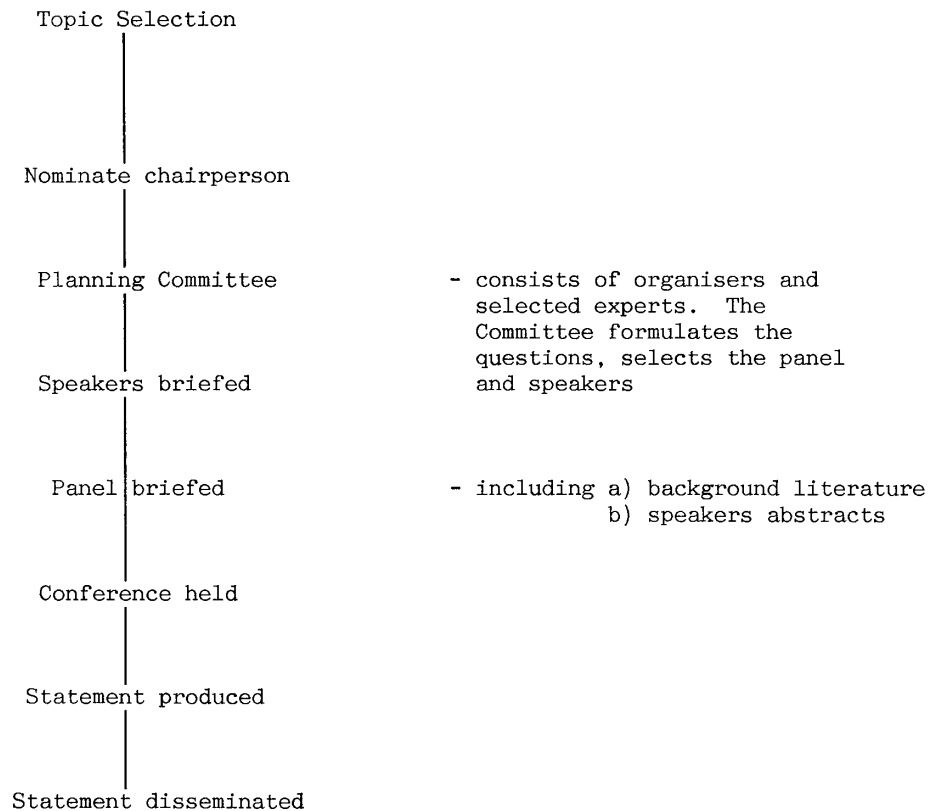 Topic Selection
Nominate chairperson
Planning Committee
- consists of organisers and
selected experts. The
Committee formulates the
questions, selects the panel
and speakers
Speakers briefed
Panel briefed
- including a) background literature
b) speakers abstracts
Conference held
Statement produced
Statement disseminated